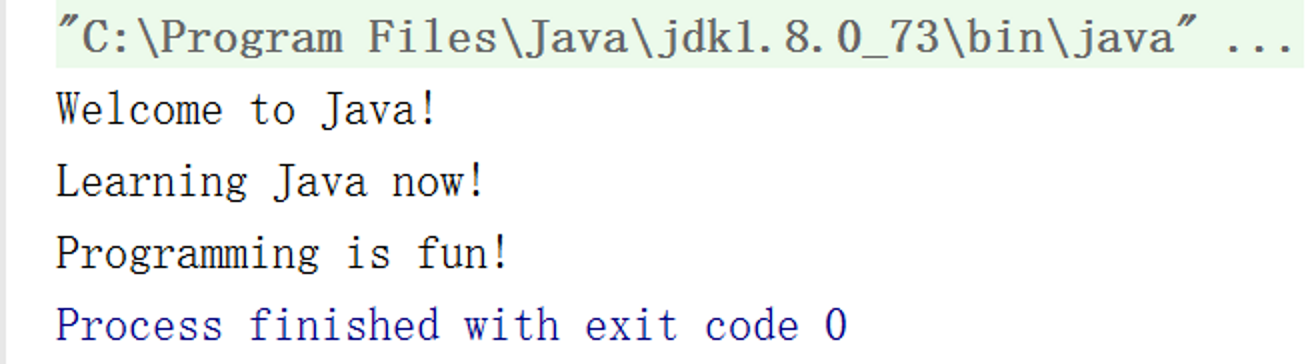 "C:\Program Files\Java\jdk1.8.0_73\bin\java" ...
Welcome to Java!
Learning Java now!
Programming is fun!
Process finished with exit code 0